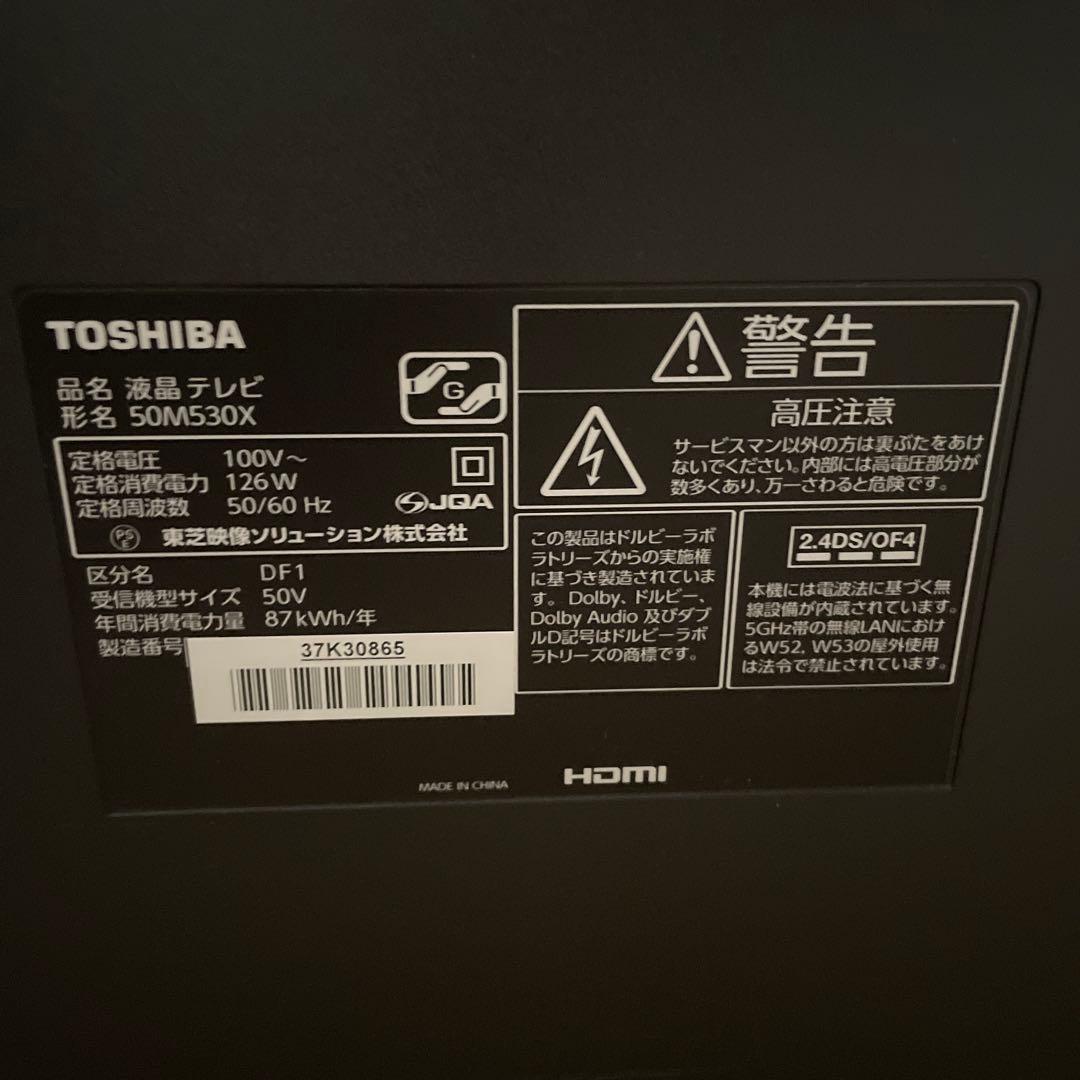 TOSHIBA
品名 液晶 テレビ
形名 50M530X
G
定格電圧 100V～
定格消費電力 126W
定格周波数 50/60 Hz
JQA
PS
E
東芝映像ソリューション株式会社
区分名 DF1
受信機型サイズ 50V
年間消費電力量 87kWh/年
製造番号
37K30865
警告
高圧注意
サービスマン以外の方は裏ぶたをあけ
ないでください。内部には高電圧部分が
数多くあり、万一さわると危険です。
この製品はドルビーラボ
ラトリーズからの実施権
に基づき製造されていま
す。Dolby、ドルビー、
Dolby Audio 及びダブ
ルD記号はドルビーラボ
ラトリーズの商標です。
2.4DS/OF4
本機には電波法に基づく無
線設備が内蔵されています。
5GHz帯の無線LANにおけ
るW52, W53の屋外使用
は法令で禁止されています。
MADE IN CHINA
HDMI